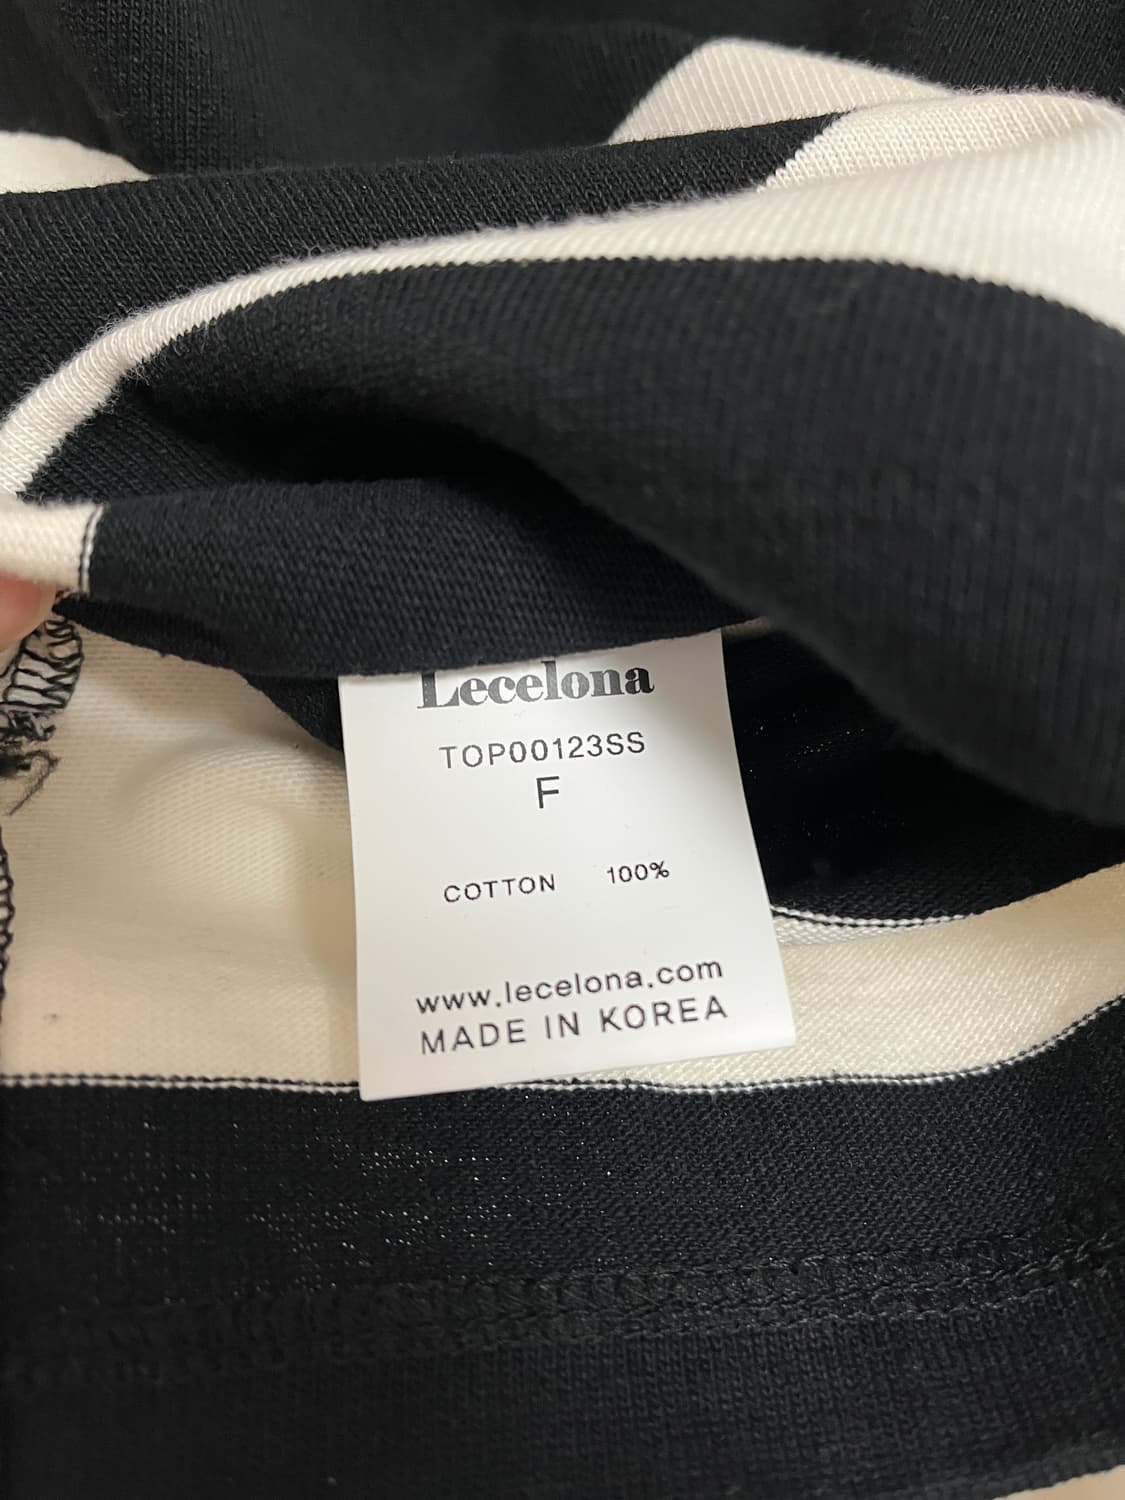 Lecelona
TOP00123SS
F
COTTON 100%
www.lecelona.com
MADE IN KOREA